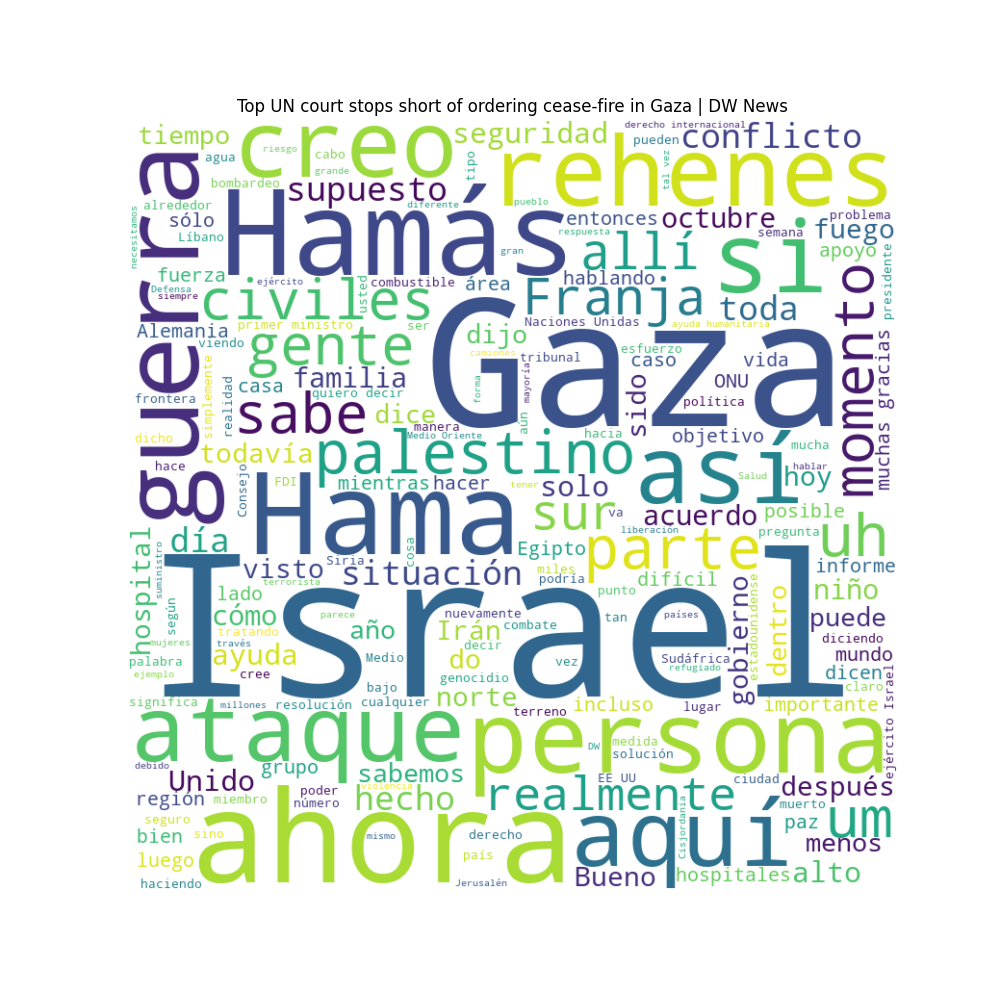 Top UN court stops short of ordering cease-fire in Gaza | DW News
tiempo
creo
seguridad
derecho internacional
pueden
conflicto
agua
riesgo
cabo
grande
tipo
tal vez
rehenes
guerra
bombardeo
supuesto
Hamás
diferente
pueblo
alrededor
sólo
Líbano
necesitamos
entonces
octubre
problema
semana
fuego
respuesta
gran
allí
si
apoyo
presidente
fuerza
Defensa
siempre
ejército
civiles
usted
combustible
área
hablando
Franja
toda
momento
Alemania
viendo
primer ministro
ser
dijo
Naciones Unidas
ayuda humanitaria
Gaza
gente
camiones
tribunal
esfuerzo
caso
vida
muchas gracias
frontera
simplemente
realidad
casa
familia
quiero decir
forma
mayoría
sido
ONU
política
sabe
dice
manera
aún
hacia
objetivo
mucha
dicho
todavía
Medio Oriente
palestino
así
hace
Consejo
FDI
mientras
hacer
tener
solo
Salud
hablar
hoy
Hama
sur
va
acuerdo
posible
liberación
pregunta
uh
hospital
día
visto
Siria
situación
cosa
Egipto
parte
informe
suministro
terrorista
miles
podría
difícil
niño
Israel
lado
según
cómo
parece
año
nuevamente
combate
punto
tan
países
gobierno
estadounidense
dentro
puede
mujeres
tratando
través
Irán
decir
diciendo
palabra
ejemplo
ayuda
cree
Medio
do
vez
Sudáfrica
refugiado
mundo
dicen
claro
genocidio
bajo
cualquier
significa
millones
resolución
norte
terreno
incluso
lugar
importante
ejército Israel
ataque
persona
DW
medida
solución
debido
Unido
grupo
sabemos
EE UU
ciudad
después
región
miembro
poder
número
violencia
hecho
realmente
Cisjordania
muerto
seguro
sino
bien
ahora
mismo
derecho
aquí
paz
um
menos
luego
país
haciendo
Jerusalén
Bueno
hospitales
alto